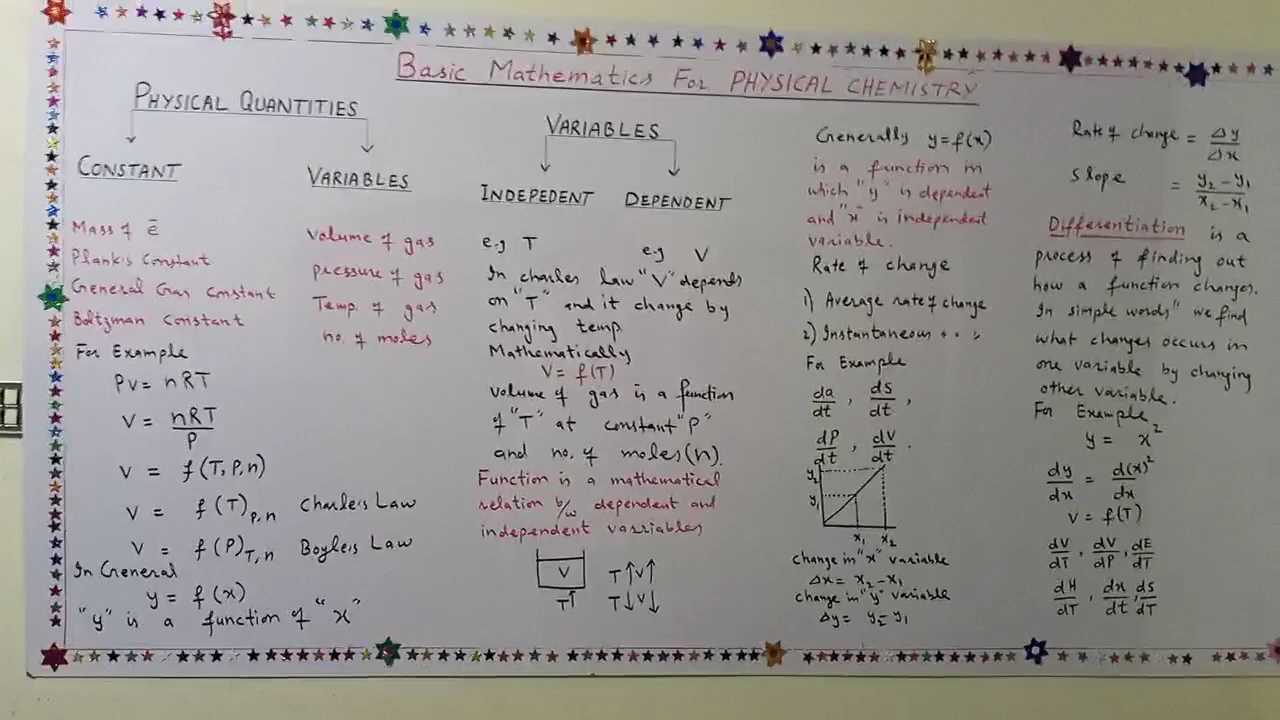 Basic Mathematics For PHYSICAL CHEMISTRY
PHYSICAL QUANTITIES
CONSTANT
VARIABLES
Mass of ē
Plank's Constant
General Gas Constant
Boltzman Constant
Volume of gas
pressure of gas
Temp. of gas
no. of moles
For Example
PV = nRT
V = nRT/P
V = f(T,P,n)
V = f(T)P,n Charle's Law
V = f(P)T,n Boyle's Law
In General
y = f(x)
"y" is a function of "x"
VARIABLES
INDEPEDENT
DEPENDENT
e.g T
e.g V
In charles law "V" depends
on "T" and it change by
changing temp.
Mathematically
V = f(T)
volume of gas is a function
of "T" at constant "P"
and no. of moles(n).
Function is a mathematical
relation b/w dependent and
independent varriables
V
T↑
T↑V↑
T↓V↓
Generally y=f(x)
is a function in
which "y" is dependent
and "x" is independent
variable.
Rate of change
1) Average rate of change
2) Instantaneous " " "
For Example
da/dt , ds/dt ,
dP/dt , dV/dt .
y2
y1
x1 x2
change in "x" variable
Δx = x2-x1
change in "y" variable
Δy = y2-y1
Rate of change = Δy/Δx
Slope = y2-y1/x2-x1
Differentiation is a
process of finding out
how a function changes.
In simple words" we find
what changes occurs in
one variable by changing
other variable.
For Example
y = x²
dy/dx = d(x)²/dx
V = f(T)
dV/dT , dV/dP , dE/dT
dH/dT , dx/dt , ds/dT